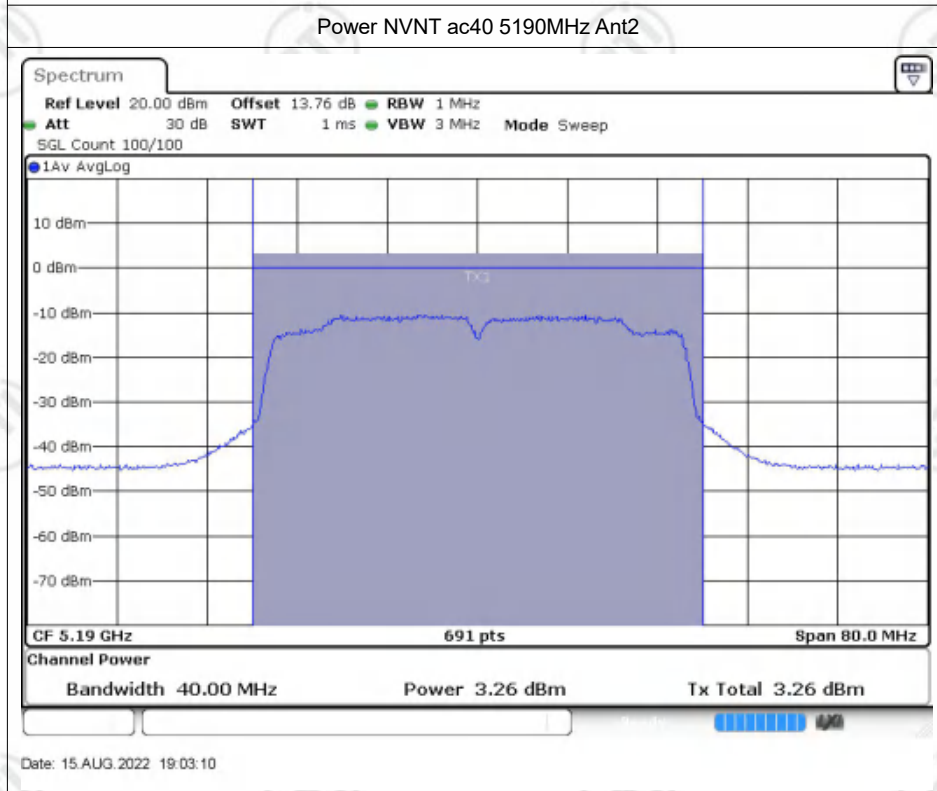 Power NVNT ac40 5190MHz Ant2
Spectrum
Ref Level 20.00 dBm Offset 13.76 dB RBW 1 MHz
Att 30 dB SWT 1 ms VBW 3 MHz Mode Sweep
SGL Count 100/100
1Av AvgLog
10 dBm
0 dBm
TX1
-10 dBm
-20 dBm
-30 dBm
-40 dBm
-50 dBm
-60 dBm
-70 dBm
CF 5.19 GHz 691 pts Span 80.0 MHz
Channel Power
Bandwidth 40.00 MHz Power 3.26 dBm Tx Total 3.26 dBm
Date: 15.AUG.2022 19:03:10